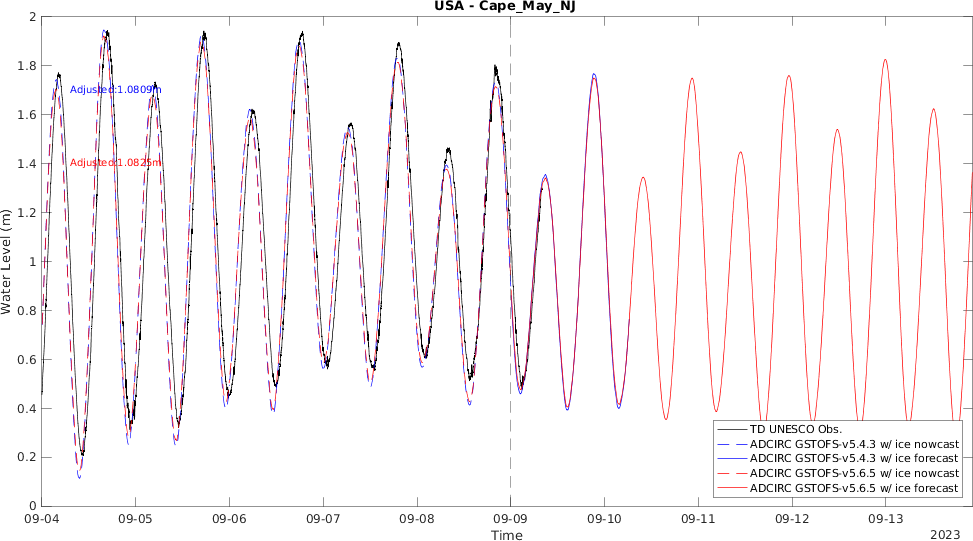 USA - Cape_May_NJ
2
1.8
1.6
1.4
1.2
1
0.8
0.6
0.4
0.2
0
Water Level (m)
Adjusted:1.0809m
Adjusted:1.0825m
TD UNESCO Obs.
ADCIRC GSTOFS-v5.4.3 w/ ice nowcast
ADCIRC GSTOFS-v5.4.3 w/ ice forecast
ADCIRC GSTOFS-v5.6.5 w/ ice nowcast
ADCIRC GSTOFS-v5.6.5 w/ ice forecast
09-04 09-05 09-06 09-07 09-08 09-09 09-10 09-11 09-12 09-13
Time
2023